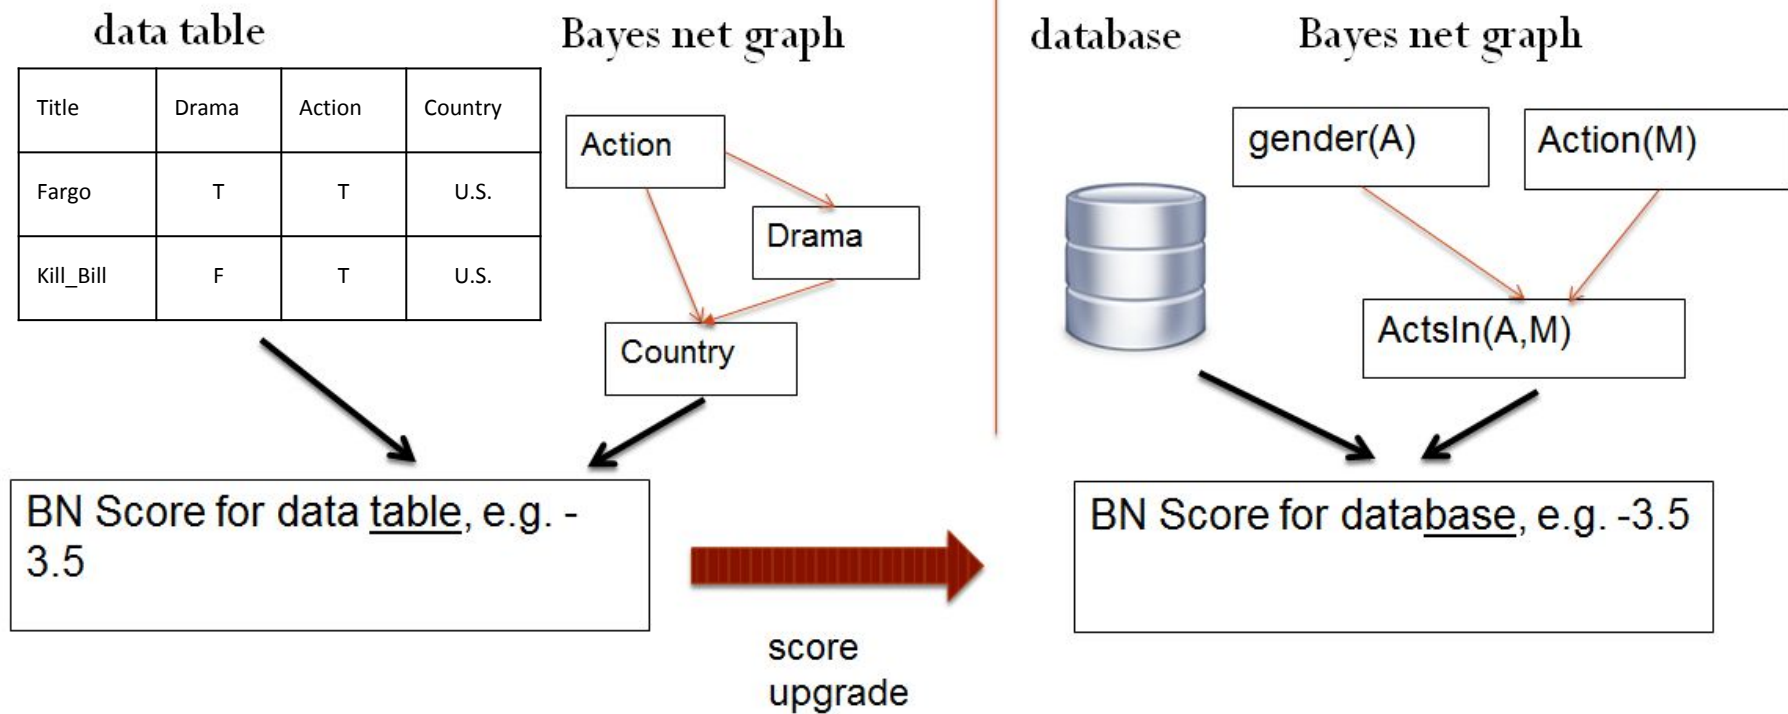 data table
Title Drama Action Country
Fargo T T U.S.
Kill_Bill F T U.S.
Bayes net graph
Action
Drama
Country
BN Score for data table, e.g. -
3.5
score
upgrade
database
Bayes net graph
gender(A)
Action(M)
ActsIn(A,M)
BN Score for database, e.g. -3.5